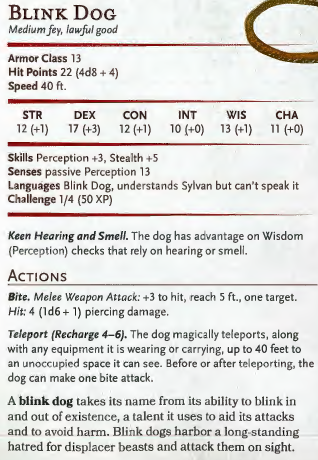 BLINK DOG
Medium fey, lawful good
Armor Class 13
Hit Points 22 (4d8 + 4)
Speed 40 ft.
STR DEX CON INT WIS CHA
12 (+1) 17 (+3) 12 (+1) 10 (+0) 13 (+1) 11 (+0)
Skills Perception +3, Stealth +5
Senses passive Perception 13
Languages Blink Dog, understands Sylvan but can't speak it
Challenge 1/4 (50 XP)
Keen Hearing and Smell. The dog has advantage on Wisdom
(Perception) checks that rely on hearing or smell.
ACTIONS
Bite. Melee Weapon Attack: +3 to hit, reach 5 ft., one target.
Hit: 4 (1d6 + 1) piercing damage.
Teleport (Recharge 4–6). The dog magically teleports, along
with any equipment it is wearing or carrying, up to 40 feet to
an unoccupied space it can see. Before or after teleporting, the
dog can make one bite attack.
A blink dog takes its name from its ability to blink in
and out of existence, a talent it uses to aid its attacks
and to avoid harm. Blink dogs harbor a long-standing
hatred for displacer beasts and attack them on sight.